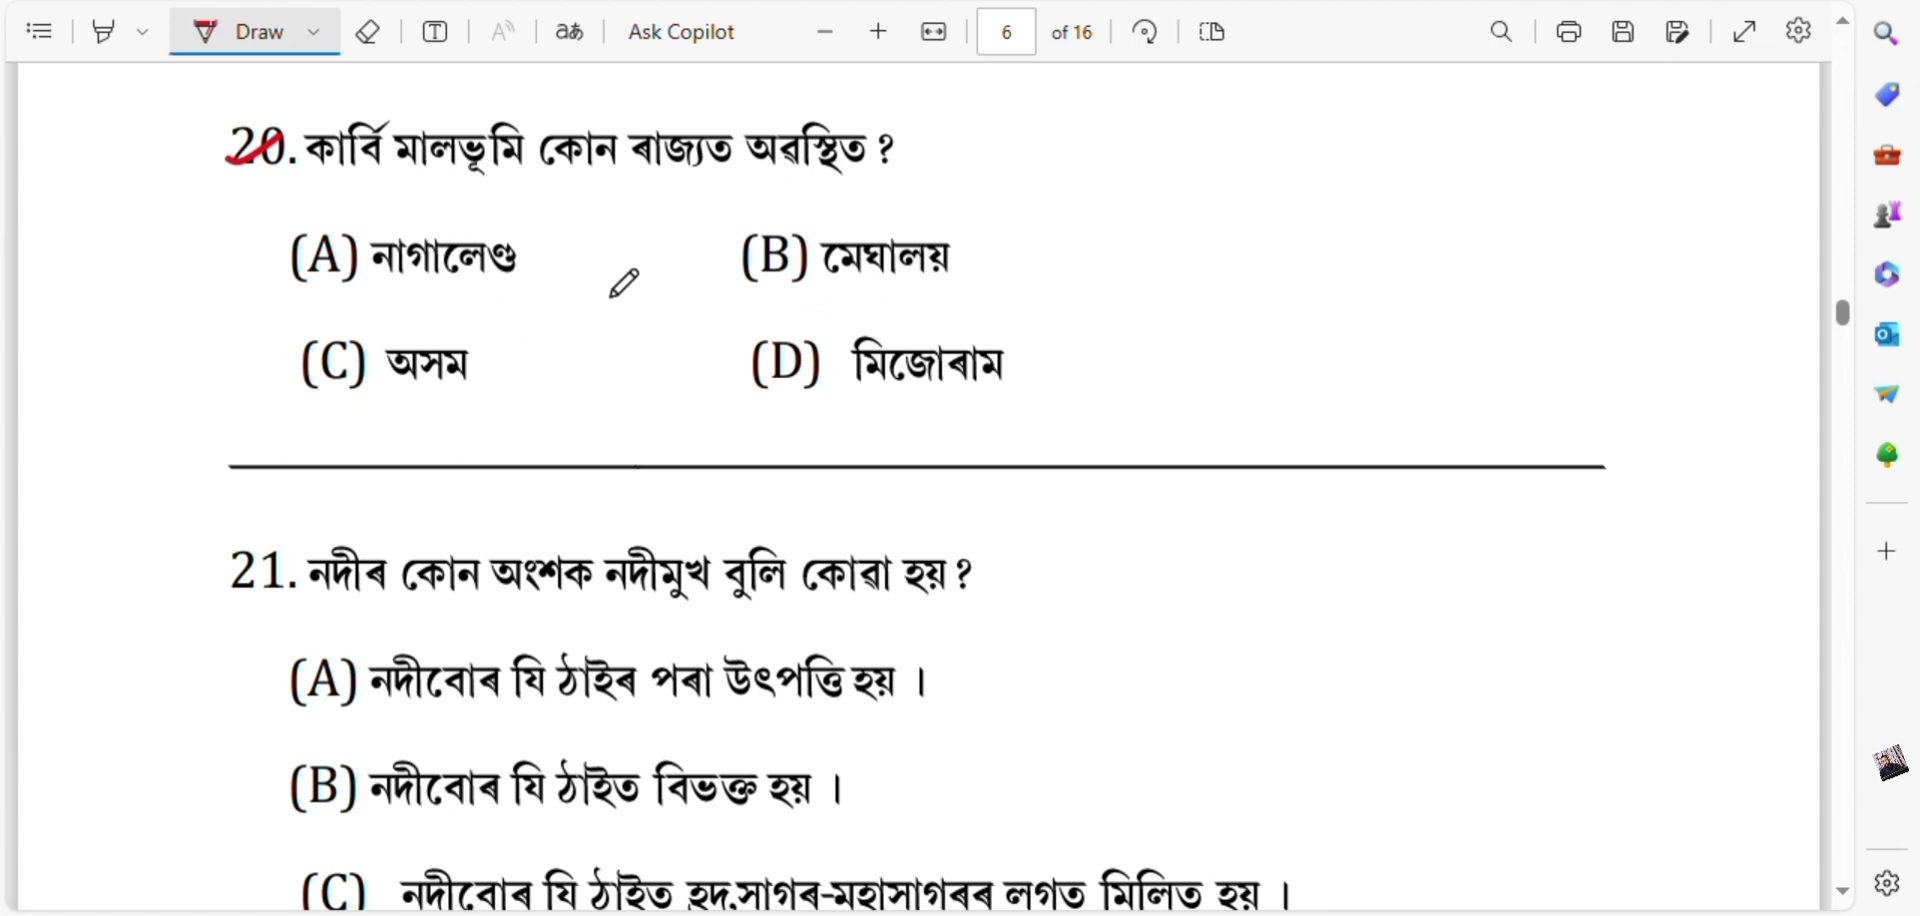 Draw
Ask Copilot
6 of 16
20. কাৰ্বি মালভূমি কোন ৰাজ্যত অৱস্থিত ?
(A) নাগালেণ্ড (B) মেঘালয়
(C) অসম (D) মিজোৰাম
21. নদীৰ কোন অংশক নদীমুখ বুলি কোৱা হয় ?
(A) নদীবোৰ যি ঠাইৰ পৰা উৎপত্তি হয় ।
(B) নদীবোৰ যি ঠাইত বিভক্ত হয় ।
(C) নদীবোৰ যি ঠাইত হ্রদ,সাগৰ-মহাসাগৰৰ লগত মিলিত হয় ।